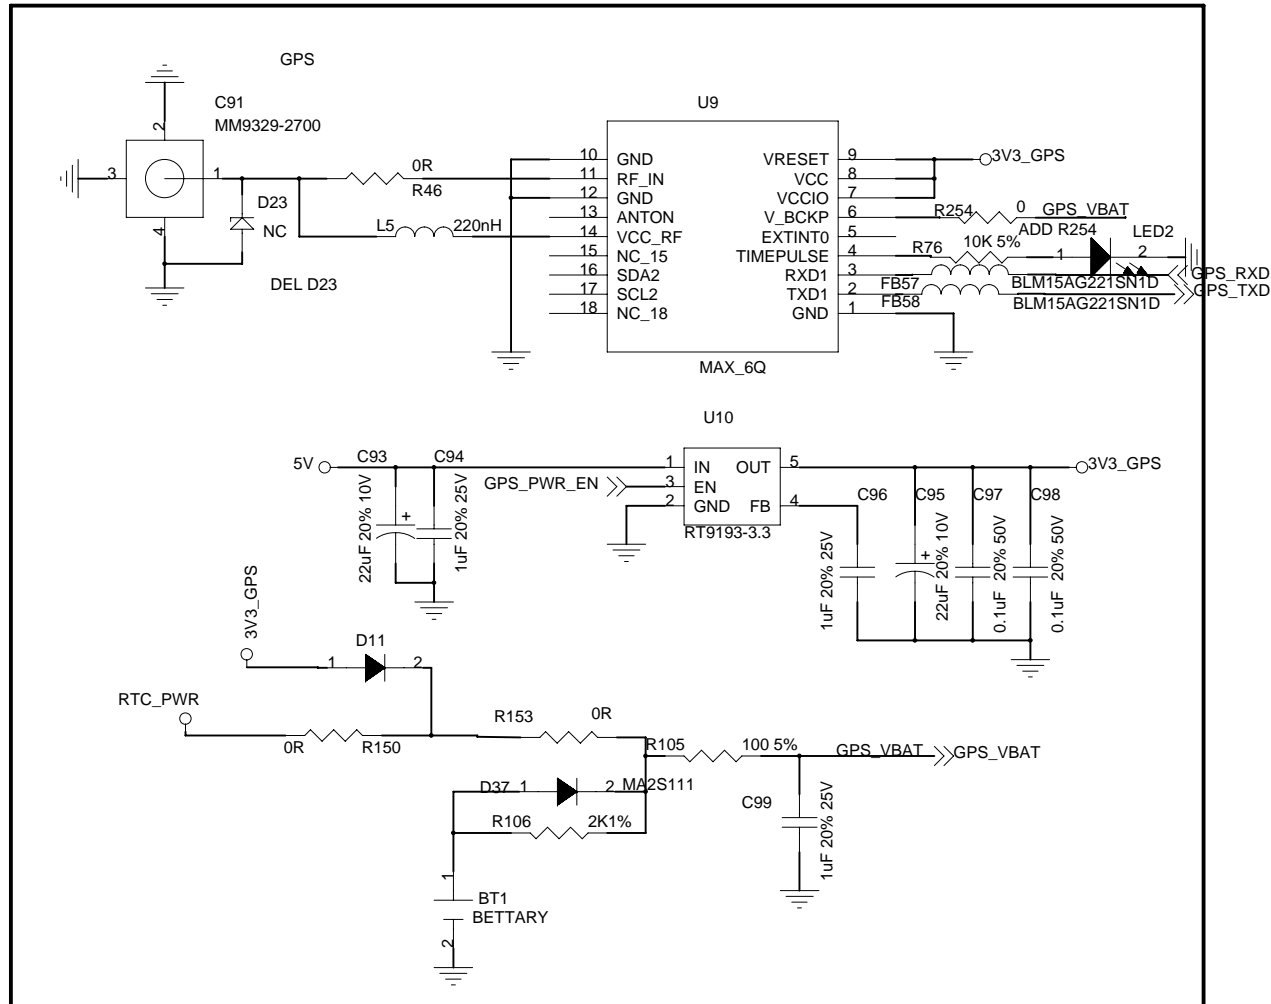 GPS
C91
MM9329-2700
2
3
1
4
0R
R46
D23
NC
L5
220nH
DEL D23
U9
10 GND
11 RF_IN
12 GND
13 ANTON
14 VCC_RF
15 NC_15
16 SDA2
17 SCL2
18 NC_18
VRESET 9
VCC 8
VCCIO 7
V_BCKP 6
EXTINT0 5
TIMEPULSE 4
RXD1 3
TXD1 2
GND 1
MAX_6Q
3V3_GPS
R254
0
GPS_VBAT
ADD R254
LED2
R76
10K 5%
1
2
GPS_RXD
FB57
BLM15AG221SN1D
GPS_TXD
FB58
BLM15AG221SN1D
U10
5V
C93
22uF 20% 10V
+
C94
1uF 20% 25V
GPS_PWR_EN
1 IN
3 EN
2 GND
OUT 5
FB 4
RT9193-3.3
3V3_GPS
C96
1uF 20% 25V
C95
22uF 20% 10V
+
C97
0.1uF 20% 50V
C98
0.1uF 20% 50V
3V3_GPS
D11
1
2
RTC_PWR
0R
R150
R153
0R
R105
100 5%
GPS_VBAT
GPS_VBAT
D37
1
2
MA2S111
R106
2K1%
C99
1uF 20% 25V
1
BT1
BETTARY
2